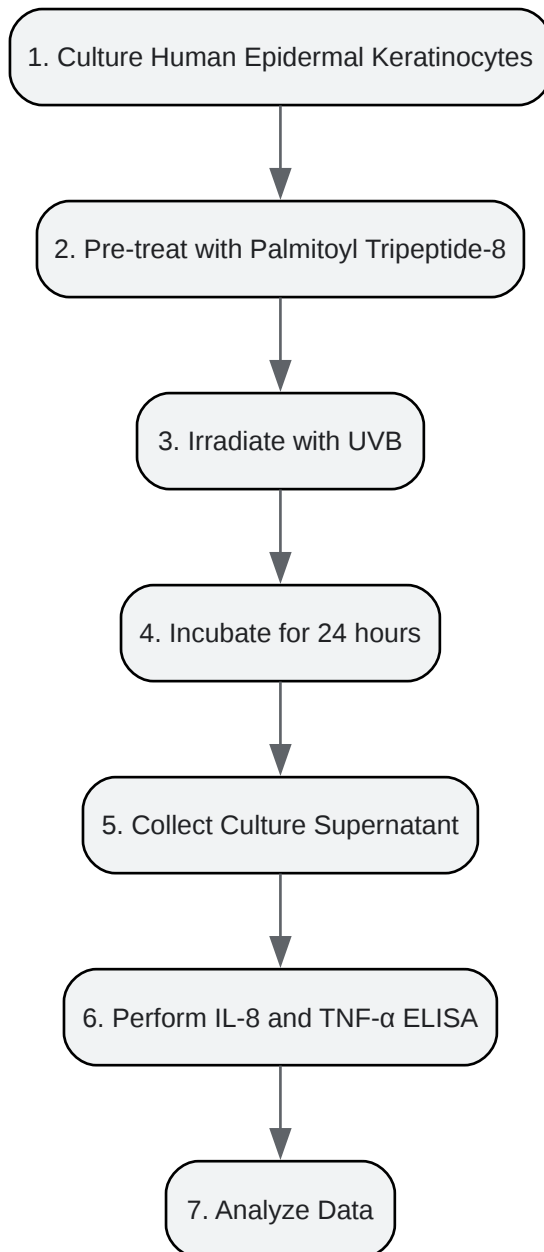 1. Culture Human Epidermal Keratinocytes
2. Pre-treat with Palmitoyl Tripeptide-8
3. Irradiate with UVB
4. Incubate for 24 hours
5. Collect Culture Supernatant
6. Perform IL-8 and TNF-α ELISA
7. Analyze Data